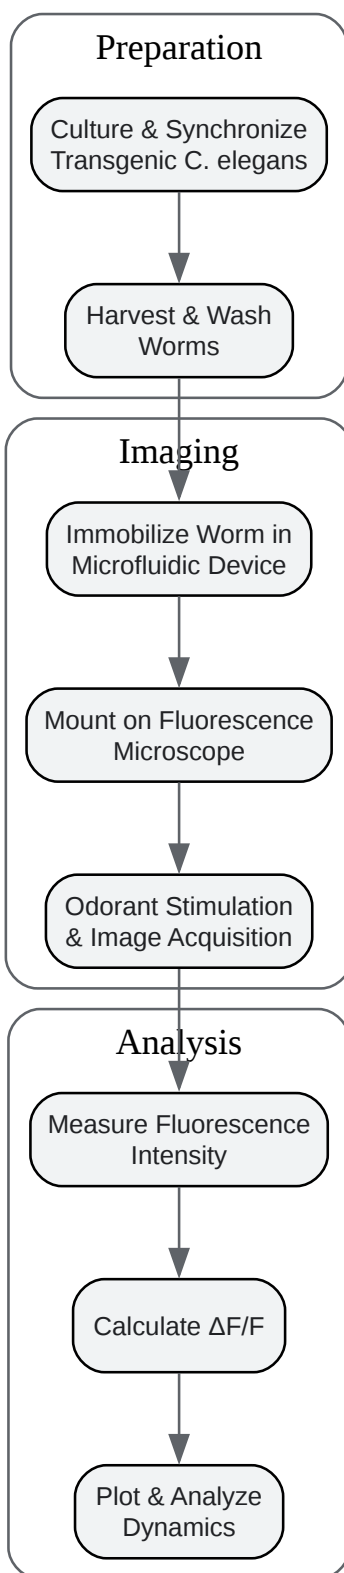 Preparation
Culture & Synchronize
Transgenic C. elegans
Harvest & Wash
Worms
Imaging
Immobilize Worm in
Microfluidic Device
Mount on Fluorescence
Microscope
Odorant Stimulation
& Image Acquisition
Analysis
Measure Fluorescence
Intensity
Calculate ΔF/F
Plot & Analyze
Dynamics